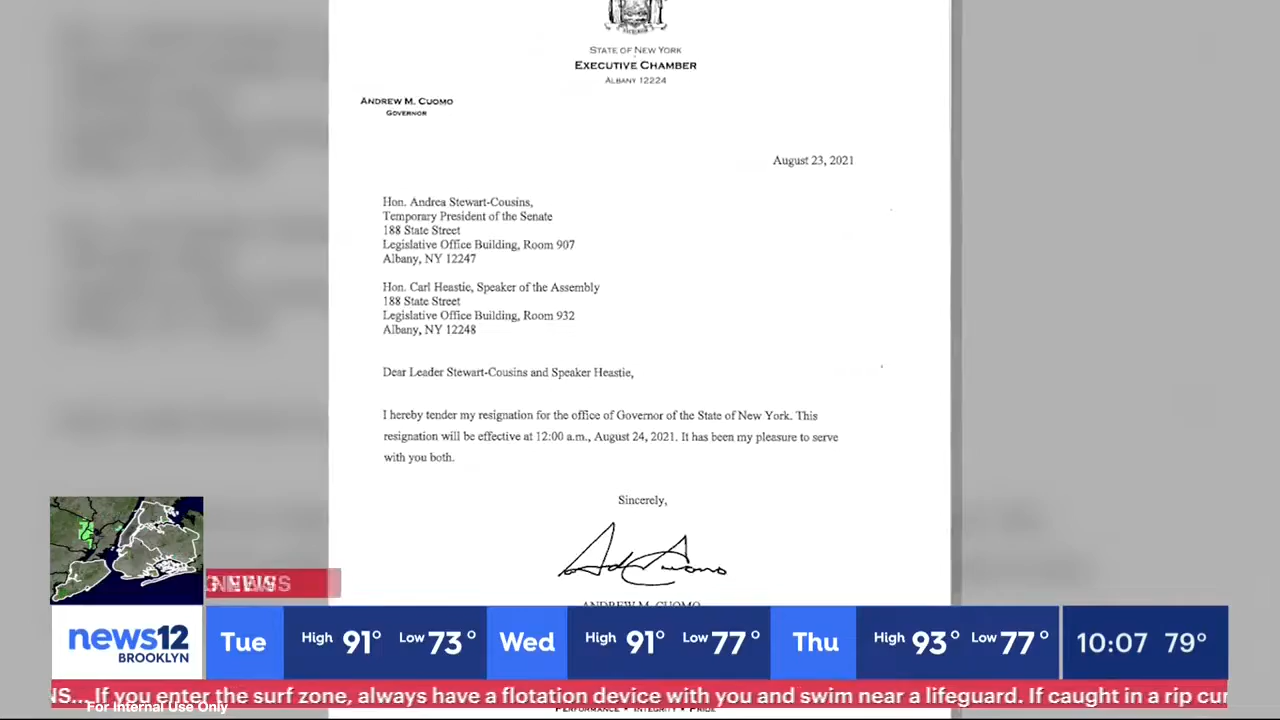 STATE OF NEW YORK
EXECUTIVE CHAMBER
ALBANY 12224
ANDREW M. CUOMO
GOVERNOR
August 23, 2021
Hon. Andrea Stewart-Cousins,
Temporary President of the Senate
188 State Street
Legislative Office Building, Room 907
Albany, NY 12247
Hon. Carl Heastie, Speaker of the Assembly
188 State Street
Legislative Office Building, Room 932
Albany, NY 12248
Dear Leader Stewart-Cousins and Speaker Heastie,
I hereby tender my resignation for the office of Governor of the State of New York. This
resignation will be effective at 12:00 a.m., August 24, 2021. It has been my pleasure to serve
with you both.
Sincerely,
ANDREW M. CUOMO
NEWS
news12
BROOKLYN
Tue High 91° Low 73° Wed High 91° Low 77° Thu High 93° Low 77° 10:07 79°
NS... If you enter the surf zone, always have a flotation device with you and swim near a lifeguard. If caught in a rip cur
For Internal Use Only
PERFORMANCE • INTEGRITY • PRIDE